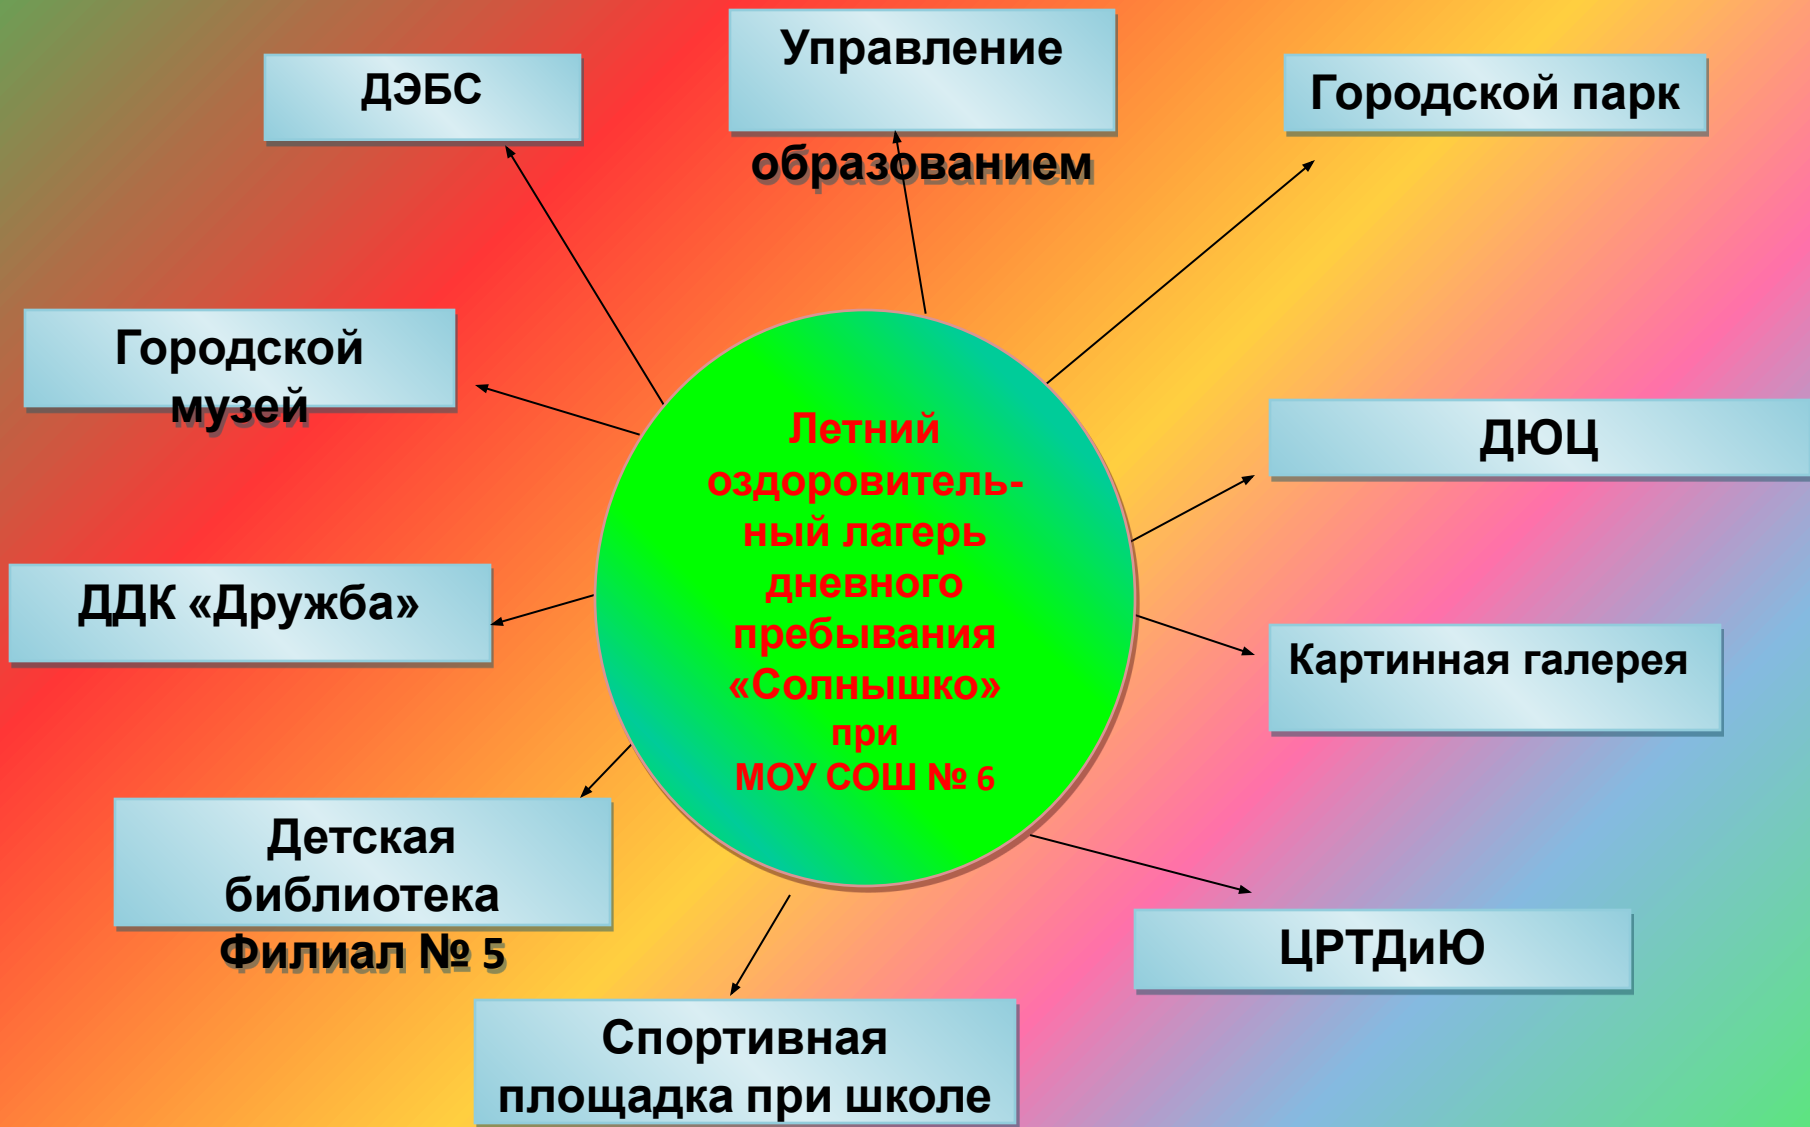 ДЭБС
Управление
образованием
Городской парк
Городской
музей
ДЮЦ
Летний
оздоровитель-
ный лагерь
дневного
пребывания
«Солнышко»
при
МОУ СОШ № 6
ДДК «Дружба»
Картинная галерея
Детская
библиотека
Филиал № 5
ЦРТДиЮ
Спортивная
площадка при школе